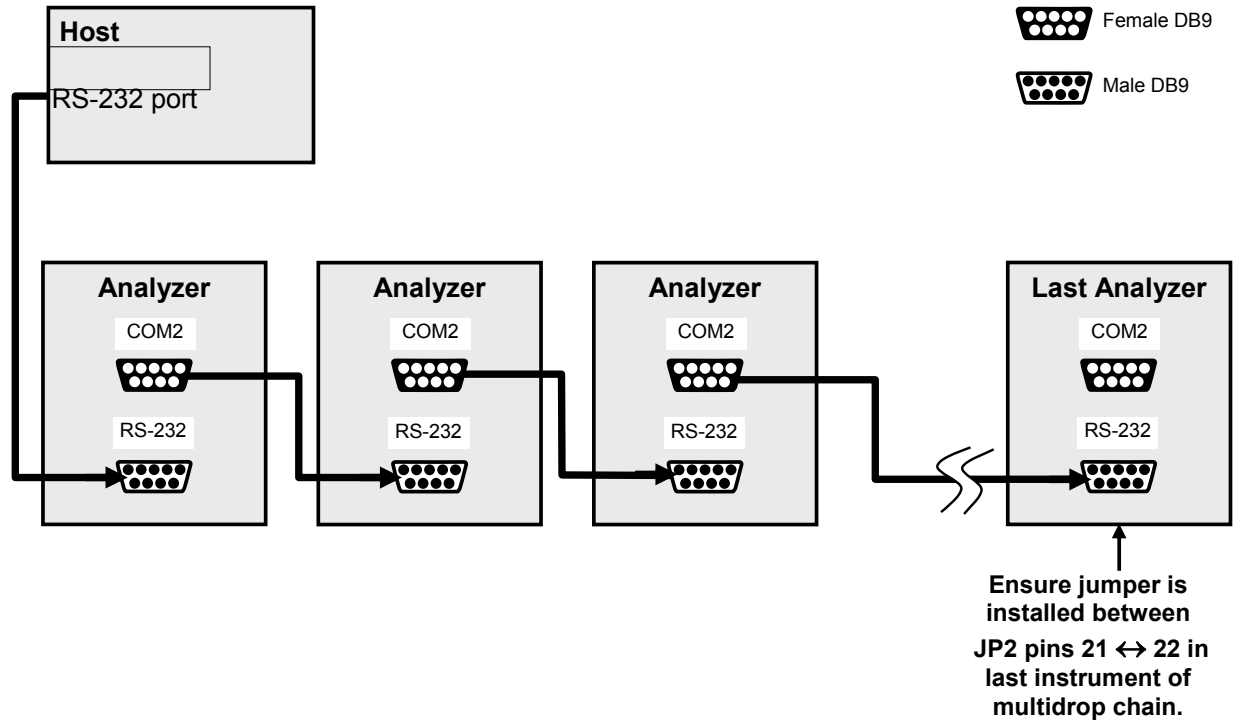 Host
RS-232 port
Female DB9
Male DB9
Analyzer
COM2
RS-232
Analyzer
COM2
RS-232
Analyzer
COM2
RS-232
Last Analyzer
COM2
RS-232
Ensure jumper is
installed between
JP2 pins 21 ↔ 22 in
last instrument of
multidrop chain.